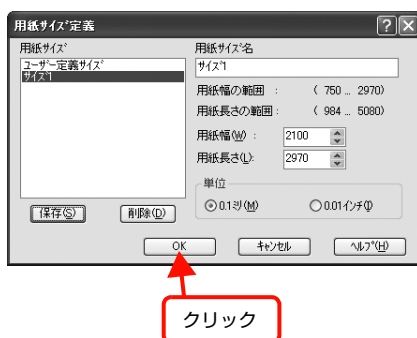 用紙サイズ定義
用紙サイズ
ユーザー定義サイズ
サイズ1
用紙サイズ名
サイズ1
用紙幅の範囲 : ( 750 ... 2970)
用紙長さの範囲 : ( 984 ... 5080)
用紙幅(W) : 2100
用紙長さ(L): 2970
単位
0.1ミリ(M) 0.01インチ(I)
保存(S) 削除(D)
OK キャンセル ヘルプ(H)
クリック